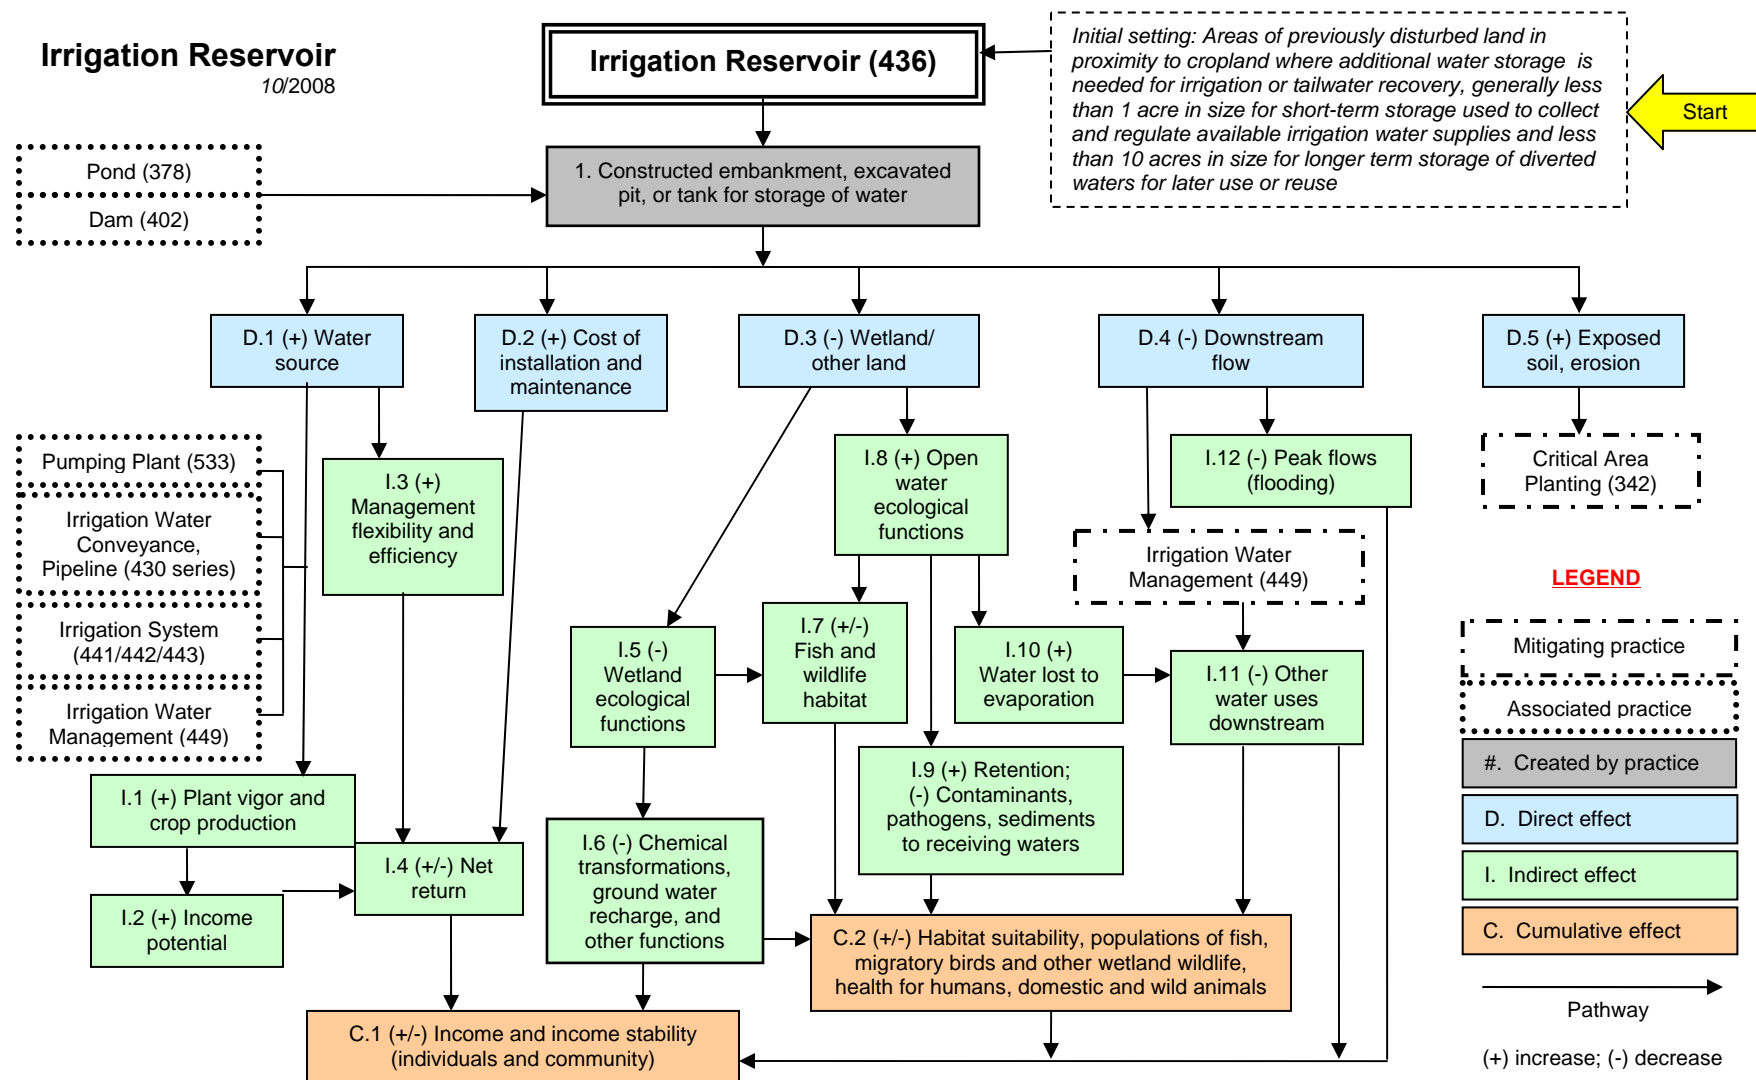 Irrigation Reservoir
10/2008
Irrigation Reservoir (436)
Initial setting: Areas of previously disturbed land in
proximity to cropland where additional water storage is
needed for irrigation or tailwater recovery, generally less
than 1 acre in size for short-term storage used to collect
and regulate available irrigation water supplies and less
than 10 acres in size for longer term storage of diverted
waters for later use or reuse
Start
Pond (378)
Dam (402)
1. Constructed embankment, excavated
pit, or tank for storage of water
D.1 (+) Water
source
D.2 (+) Cost of
installation and
maintenance
D.3 (-) Wetland/
other land
D.4 (-) Downstream
flow
D.5 (+) Exposed
soil, erosion
Pumping Plant (533)
Irrigation Water
Conveyance,
Pipeline (430 series)
Irrigation System
(441/442/443)
Irrigation Water
Management (449)
I.3 (+)
Management
flexibility and
efficiency
I.8 (+) Open
water
ecological
functions
I.12 (-) Peak flows
(flooding)
Critical Area
Planting (342)
Irrigation Water
Management (449)
I.5 (-)
Wetland
ecological
functions
I.7 (+/-)
Fish and
wildlife
habitat
I.10 (+)
Water lost to
evaporation
I.11 (-) Other
water uses
downstream
I.1 (+) Plant vigor and
crop production
I.2 (+) Income
potential
I.4 (+/-) Net
return
I.6 (-) Chemical
transformations,
ground water
recharge, and
other functions
I.9 (+) Retention;
(-) Contaminants,
pathogens, sediments
to receiving waters
C.2 (+/-) Habitat suitability, populations of fish,
migratory birds and other wetland wildlife,
health for humans, domestic and wild animals
C.1 (+/-) Income and income stability
(individuals and community)
LEGEND
Mitigating practice
Associated practice
#. Created by practice
D. Direct effect
I. Indirect effect
C. Cumulative effect
Pathway
(+) increase; (-) decrease